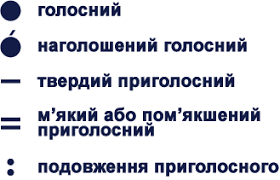 голосний
наголошений голосний
твердий приголосний
м’який або пом’якшений
приголосний
подовження приголосного